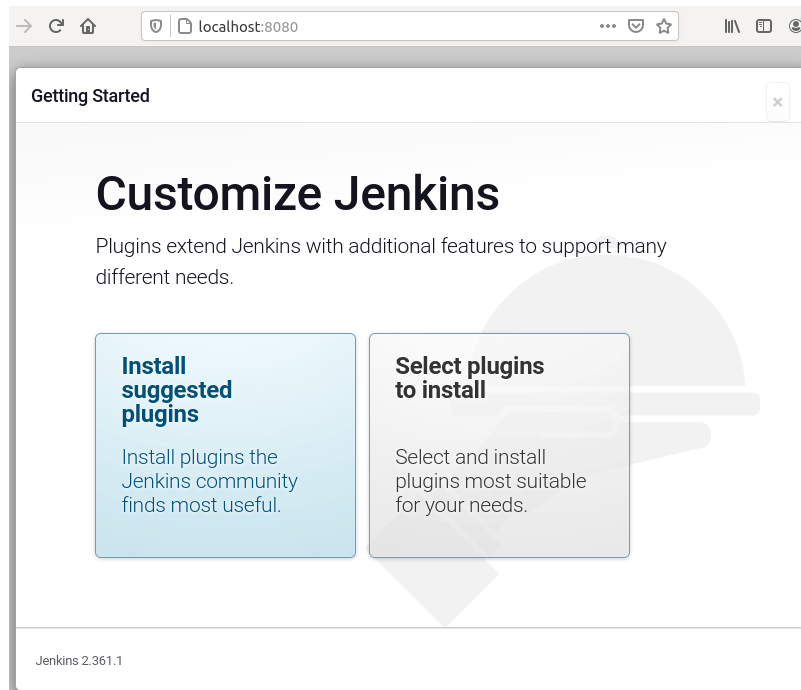 localhost:8080
Getting Started
×
Customize Jenkins
Plugins extend Jenkins with additional features to support many
different needs.
Install
suggested
plugins
Install plugins the
Jenkins community
finds most useful.
Select plugins
to install
Select and install
plugins most suitable
for your needs.
Jenkins 2.361.1